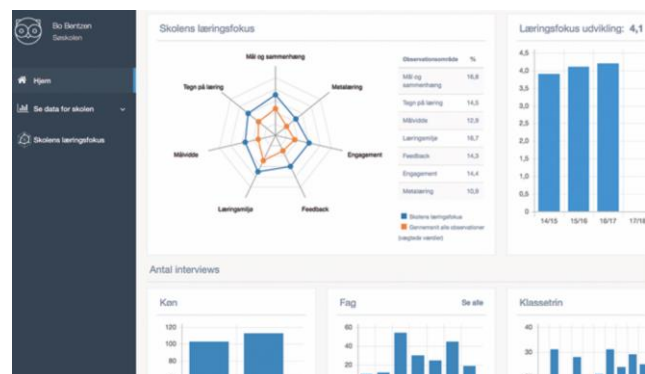 Bo Bentzen
Søskolen
Hjem
Se data for skolen
Skolens læringsfokus
Skolens læringsfokus
Mål og sammenhæng
Tegn på læring
Metalæring
Målvidde
Engagement
Læringsmiljø
Feedback
Observationsområde %
Mål og sammenhæng 16,8
Tegn på læring 14,5
Målvidde 12,9
Læringsmiljø 16,7
Feedback 14,3
Engagement 14,4
Metalæring 10,9
Skolens læringsfokus
Gennemsnit alle observationer
(vægtede værdier)
Læringsfokus udvikling: 4,1
4,5
4,0
3,5
3,0
2,5
2,0
1,5
1,0
0,5
0
14/15 15/16 16/17 17/18
Antal interviews
Køn
120
100
80
Fag Se alle
60
40
20
Klassetrin
40
30